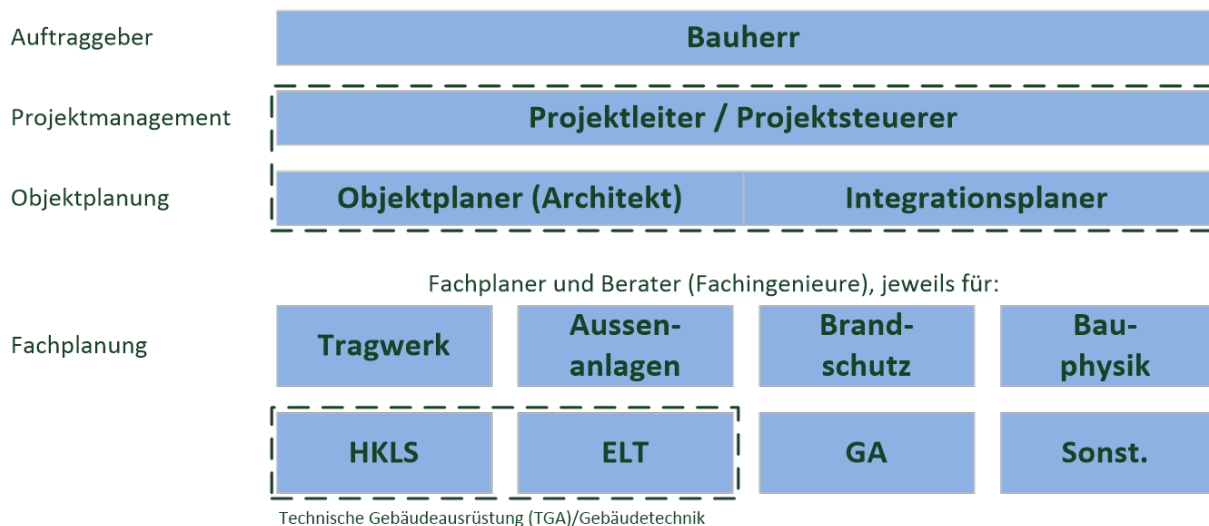 Auftraggeber
Bauherr
Projektmanagement
Projektleiter / Projektsteuerer
Objektplanung
Objektplaner (Architekt)
Integrationsplaner
Fachplaner und Berater (Fachingenieure), jeweils für:
Fachplanung
Tragwerk
Aussen-
anlagen
Brand-
schutz
Bau-
physik
HKLS
ELT
GA
Sonst.
Technische Gebäudeausrüstung (TGA)/Gebäudetechnik